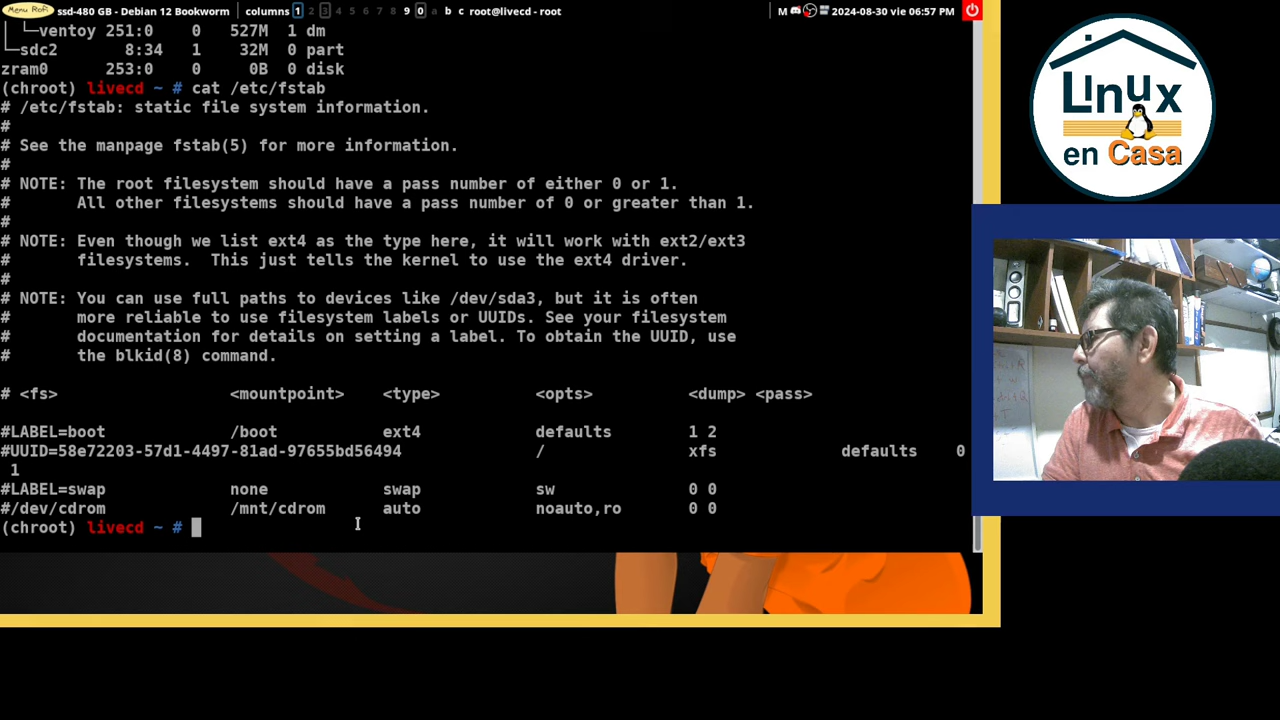 Menu Rofi ssd-480 GB - Debian 12 Bookworm columns 1 2 3 4 5 6 7 8 9 0 a b c root@livecd - root M 2024-08-30 vie 06:57 PM
│ └─ventoy 251:0 0 527M 1 dm
└─sdc2 8:34 1 32M 0 part
zram0 253:0 0 0B 0 disk
(chroot) livecd ~ # cat /etc/fstab
# /etc/fstab: static file system information.
#
# See the manpage fstab(5) for more information.
#
# NOTE: The root filesystem should have a pass number of either 0 or 1.
# All other filesystems should have a pass number of 0 or greater than 1.
#
# NOTE: Even though we list ext4 as the type here, it will work with ext2/ext3
# filesystems. This just tells the kernel to use the ext4 driver.
#
# NOTE: You can use full paths to devices like /dev/sda3, but it is often
# more reliable to use filesystem labels or UUIDs. See your filesystem
# documentation for details on setting a label. To obtain the UUID, use
# the blkid(8) command.
# <fs> <mountpoint> <type> <opts> <dump> <pass>
#LABEL=boot /boot ext4 defaults 1 2
#UUID=58e72203-57d1-4497-81ad-97655bd56494 / xfs defaults 0
1
#LABEL=swap none swap sw 0 0
#/dev/cdrom /mnt/cdrom auto noauto,ro 0 0
(chroot) livecd ~ #
Linux
en Casa